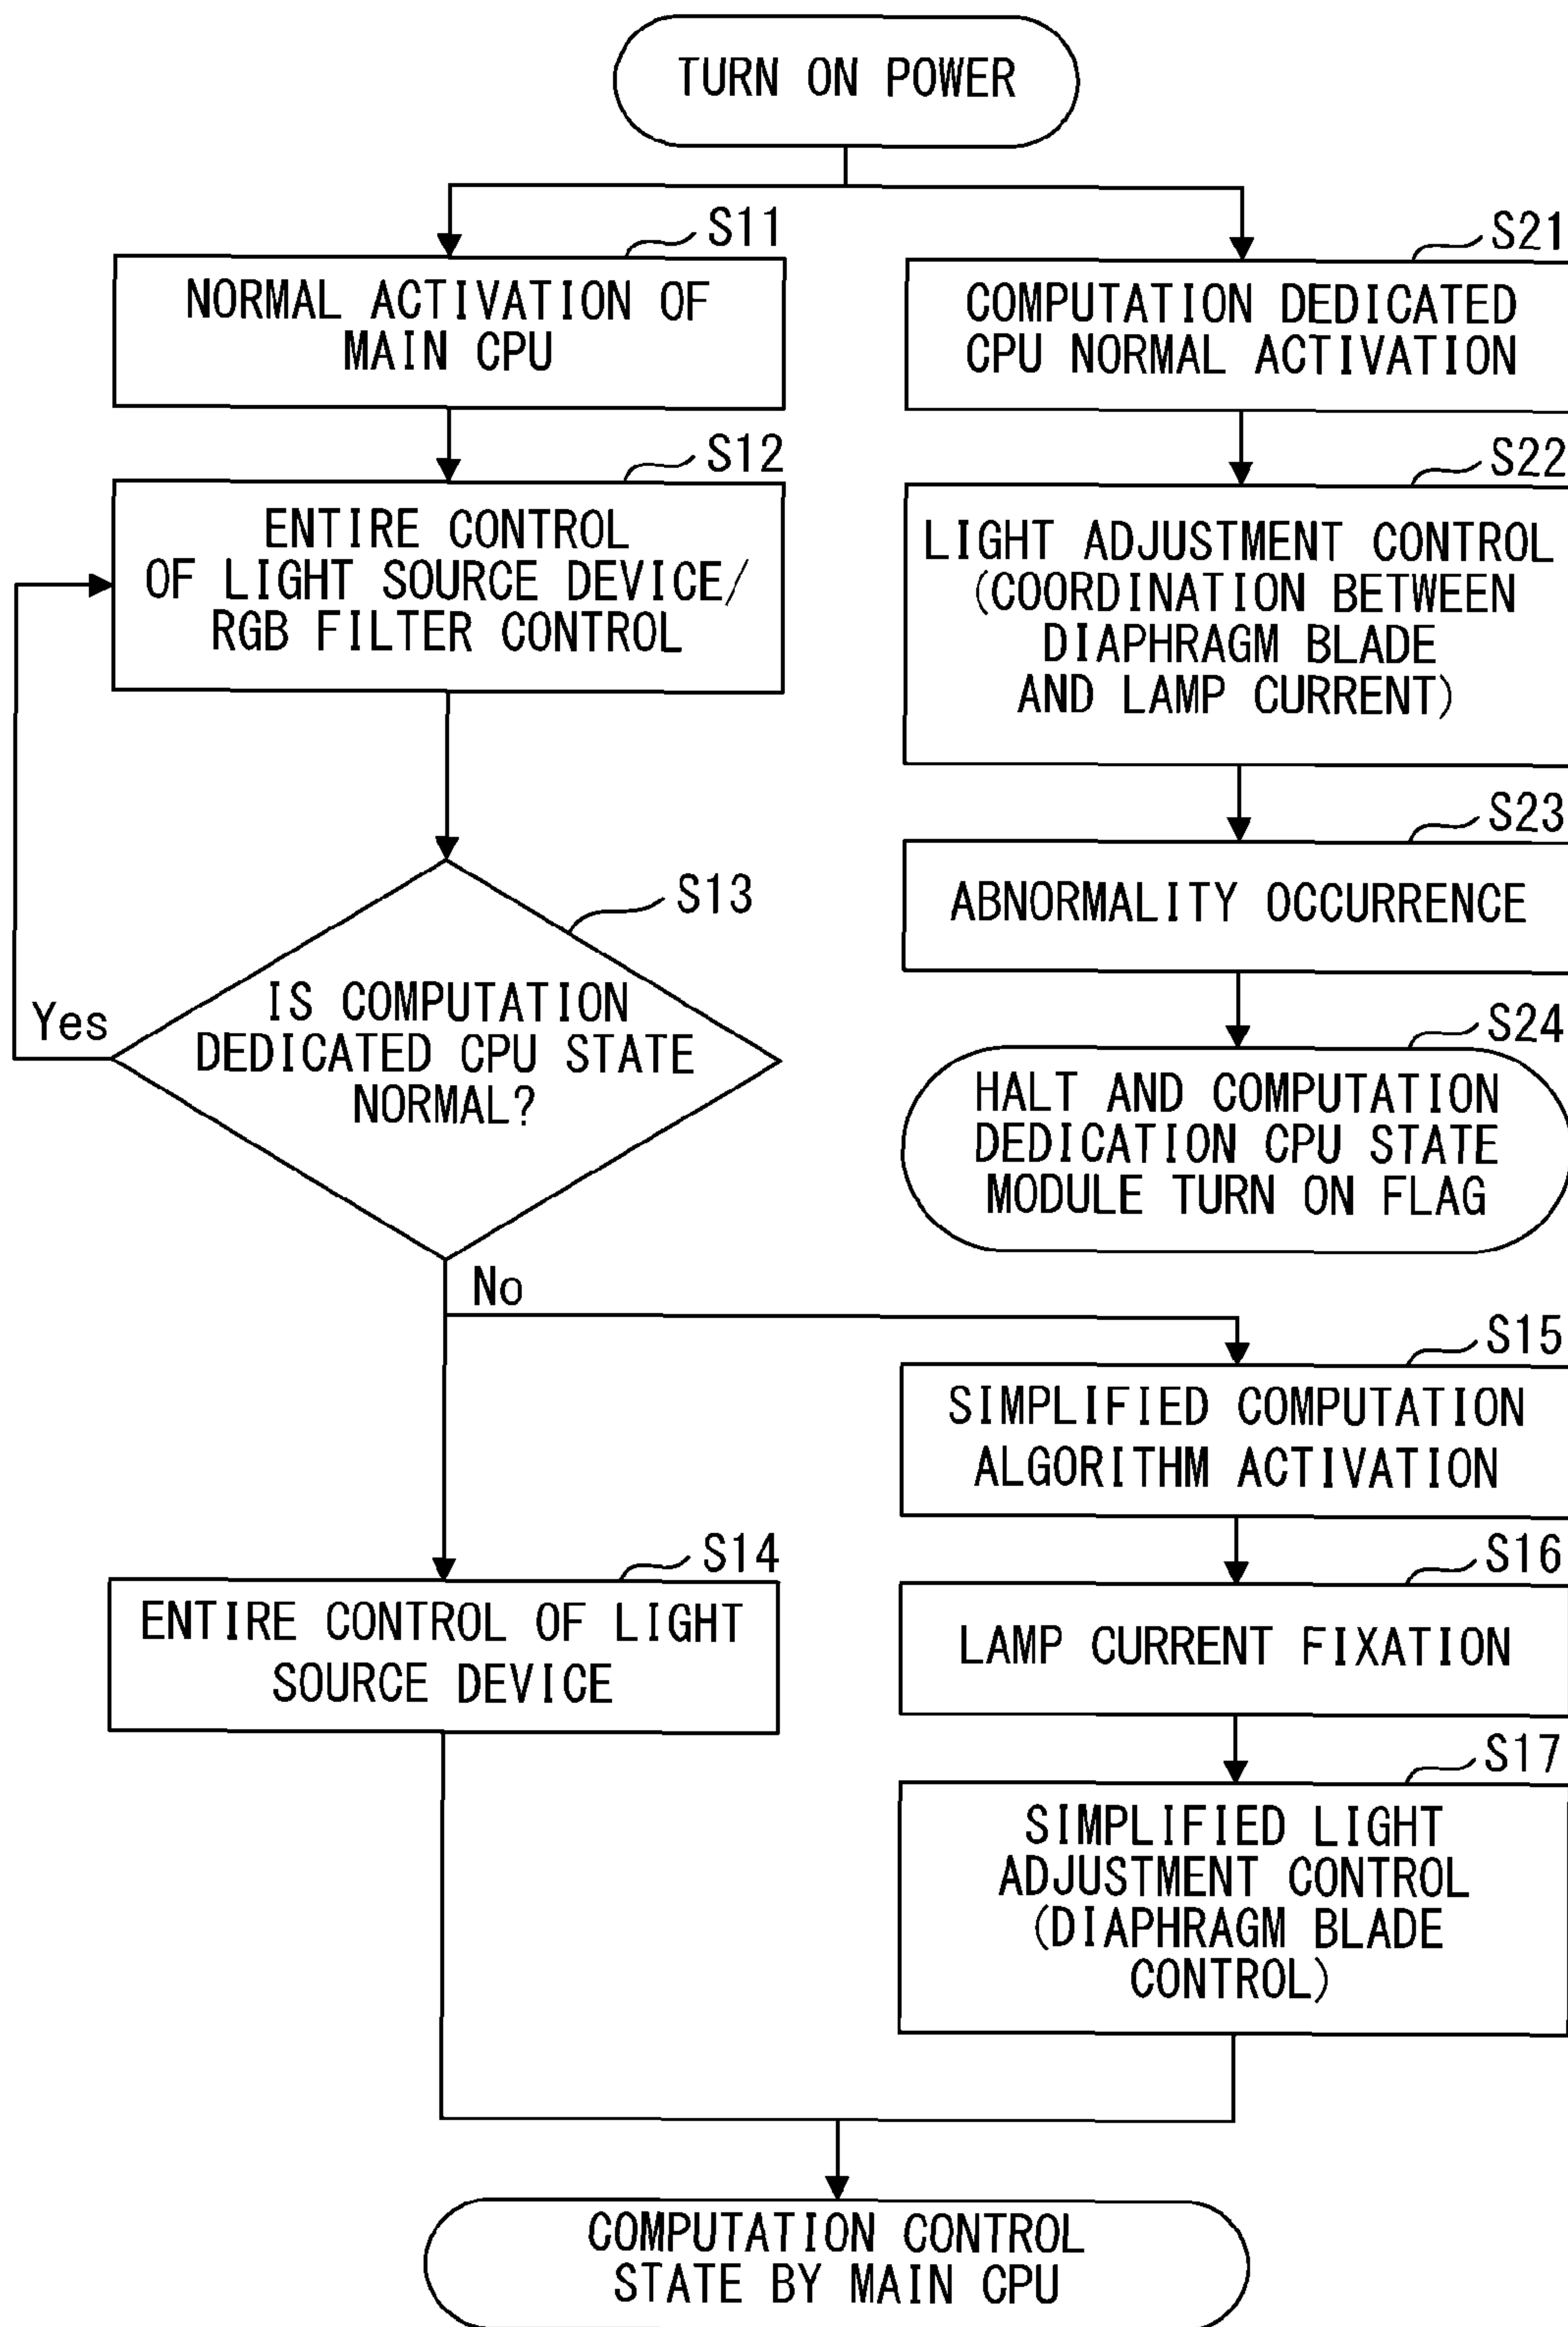 TURN ON POWER
S11
NORMAL ACTIVATION OF
MAIN CPU
S12
ENTIRE CONTROL
OF LIGHT SOURCE DEVICE/
RGB FILTER CONTROL
S13
IS COMPUTATION
DEDICATED CPU STATE
NORMAL?
Yes
No
S14
ENTIRE CONTROL OF LIGHT
SOURCE DEVICE
S21
COMPUTATION DEDICATED
CPU NORMAL ACTIVATION
S22
LIGHT ADJUSTMENT CONTROL
(COORDINATION BETWEEN
DIAPHRAGM BLADE
AND LAMP CURRENT)
S23
ABNORMALITY OCCURRENCE
S24
HALT AND COMPUTATION
DEDICATION CPU STATE
MODULE TURN ON FLAG
S15
SIMPLIFIED COMPUTATION
ALGORITHM ACTIVATION
S16
LAMP CURRENT FIXATION
S17
SIMPLIFIED LIGHT
ADJUSTMENT CONTROL
(DIAPHRAGM BLADE
CONTROL)
COMPUTATION CONTROL
STATE BY MAIN CPU